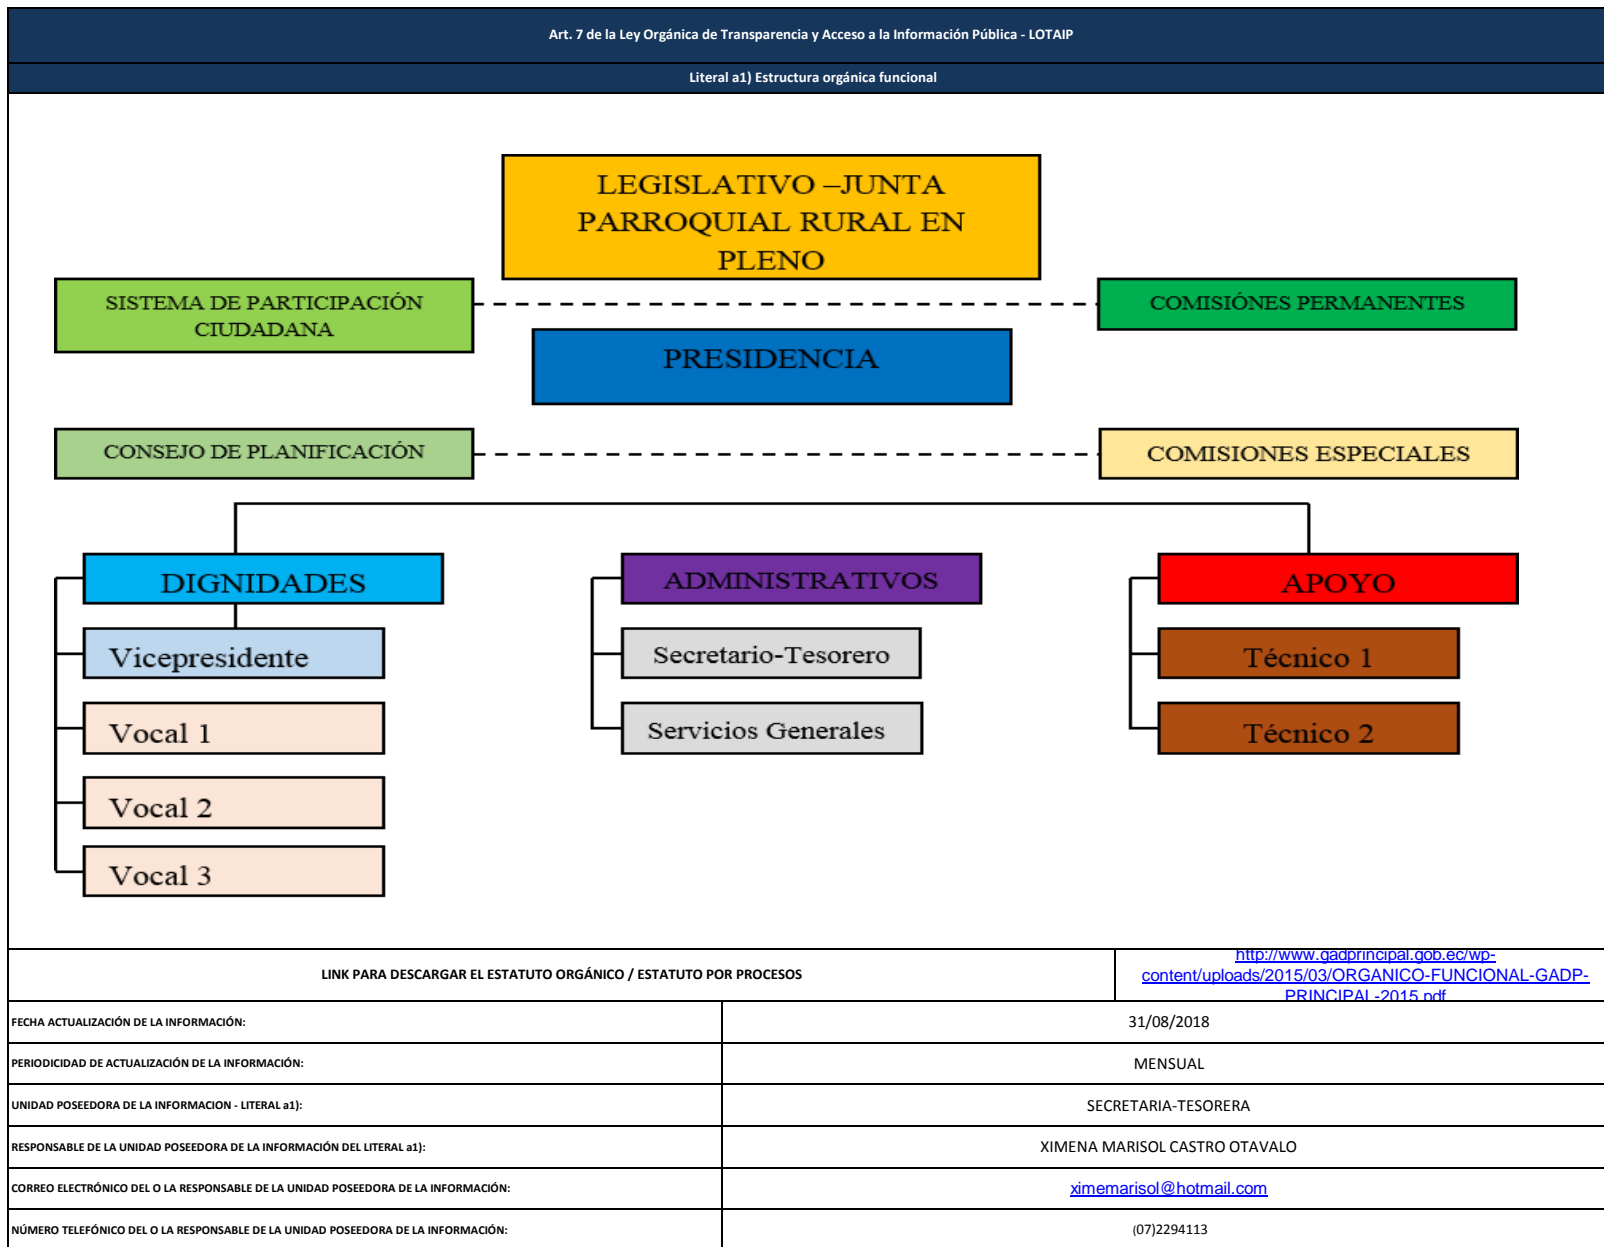 Art. 7 de la Ley Orgánica de Transparencia y Acceso a la Información Pública - LOTAIP
Literal a1) Estructura orgánica funcional
LEGISLATIVO –JUNTA
PARROQUIAL RURAL EN
PLENO
SISTEMA DE PARTICIPACIÓN
CIUDADANA
COMISIÓNES PERMANENTES
PRESIDENCIA
CONSEJO DE PLANIFICACIÓN
COMISIONES ESPECIALES
DIGNIDADES
ADMINISTRATIVOS
APOYO
Vicepresidente
Secretario-Tesorero
Técnico 1
Vocal 1
Servicios Generales
Técnico 2
Vocal 2
Vocal 3
LINK PARA DESCARGAR EL ESTATUTO ORGÁNICO / ESTATUTO POR PROCESOS
http://www.gadprincipal.gob.ec/wp-
content/uploads/2015/03/ORGANICO-FUNCIONAL-GADP-
PRINCIPAL-2015.pdf
FECHA ACTUALIZACIÓN DE LA INFORMACIÓN:
31/08/2018
PERIODICIDAD DE ACTUALIZACIÓN DE LA INFORMACIÓN:
MENSUAL
UNIDAD POSEEDORA DE LA INFORMACION - LITERAL a1):
SECRETARIA-TESORERA
RESPONSABLE DE LA UNIDAD POSEEDORA DE LA INFORMACIÓN DEL LITERAL a1):
XIMENA MARISOL CASTRO OTAVALO
CORREO ELECTRÓNICO DEL O LA RESPONSABLE DE LA UNIDAD POSEEDORA DE LA INFORMACIÓN:
ximemarisol@hotmail.com
NÚMERO TELEFÓNICO DEL O LA RESPONSABLE DE LA UNIDAD POSEEDORA DE LA INFORMACIÓN:
(07)2294113